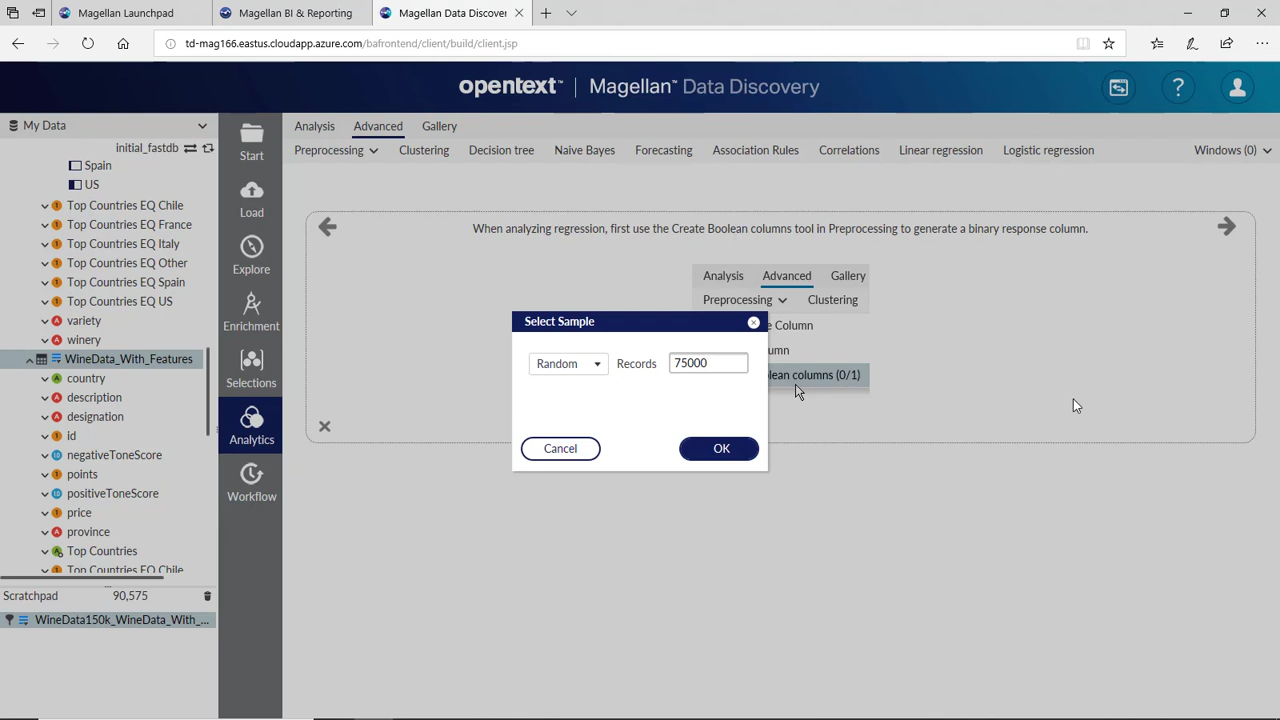 Magellan Launchpad
Magellan BI & Reporting
Magellan Data Discover
td-mag166.eastus.cloudapp.azure.com/bafrontend/client/build/client.jsp
opentext™ Magellan™ Data Discovery
My Data
initial_fastdb
Spain
US
Top Countries EQ Chile
Top Countries EQ France
Top Countries EQ Italy
Top Countries EQ Other
Top Countries EQ Spain
Top Countries EQ US
variety
winery
WineData_With_Features
country
description
designation
id
negativeToneScore
points
positiveToneScore
price
province
Top Countries
Top Countries EQ Chile
Scratchpad 90,575
WineData150k_WineData_With_...
Start
Load
Explore
Enrichment
Selections
Analytics
Workflow
Analysis Advanced Gallery
Preprocessing Clustering Decision tree Naive Bayes Forecasting Association Rules Correlations Linear regression Logistic regression Windows (0)
When analyzing regression, first use the Create Boolean columns tool in Preprocessing to generate a binary response column.
Analysis Advanced Gallery
Preprocessing Clustering
e Column
umn
lean columns (0/1)
Select Sample
Random Records 75000
Cancel OK